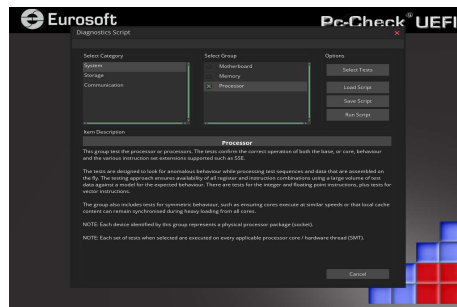 Eurosoft
Pc-Check® UEFI
Diagnostics Script
Select Category
Select Group
Options
System
Storage
Communication
Motherboard
Memory
Processor
Select Tests
Load Script
Save Script
Run Script
Item Description
Processor
This group test the processor or processors. The tests confirm the correct operation of both the base, or core, behaviour
and the various instruction set extensions supported such as SSE.
The tests are designed to look for anomalous behaviour while processing test sequences and data that are assembled on
the fly. The testing approach ensures availability of all register and instruction combinations using a large volume of test
data against a model for the expected behaviour. There are tests for the integer and floating point instructions, plus tests for
vector instructions.
The group also includes tests for symmetric behaviour, such as ensuring cores execute at similar speeds or that local cache
content can remain synchronised during heavy loading from all cores.
NOTE: Each device identified by this group represents a physical processor package (socket).
NOTE: Each set of tests when selected are executed on every applicable processor core / hardware thread (SMT).
Cancel